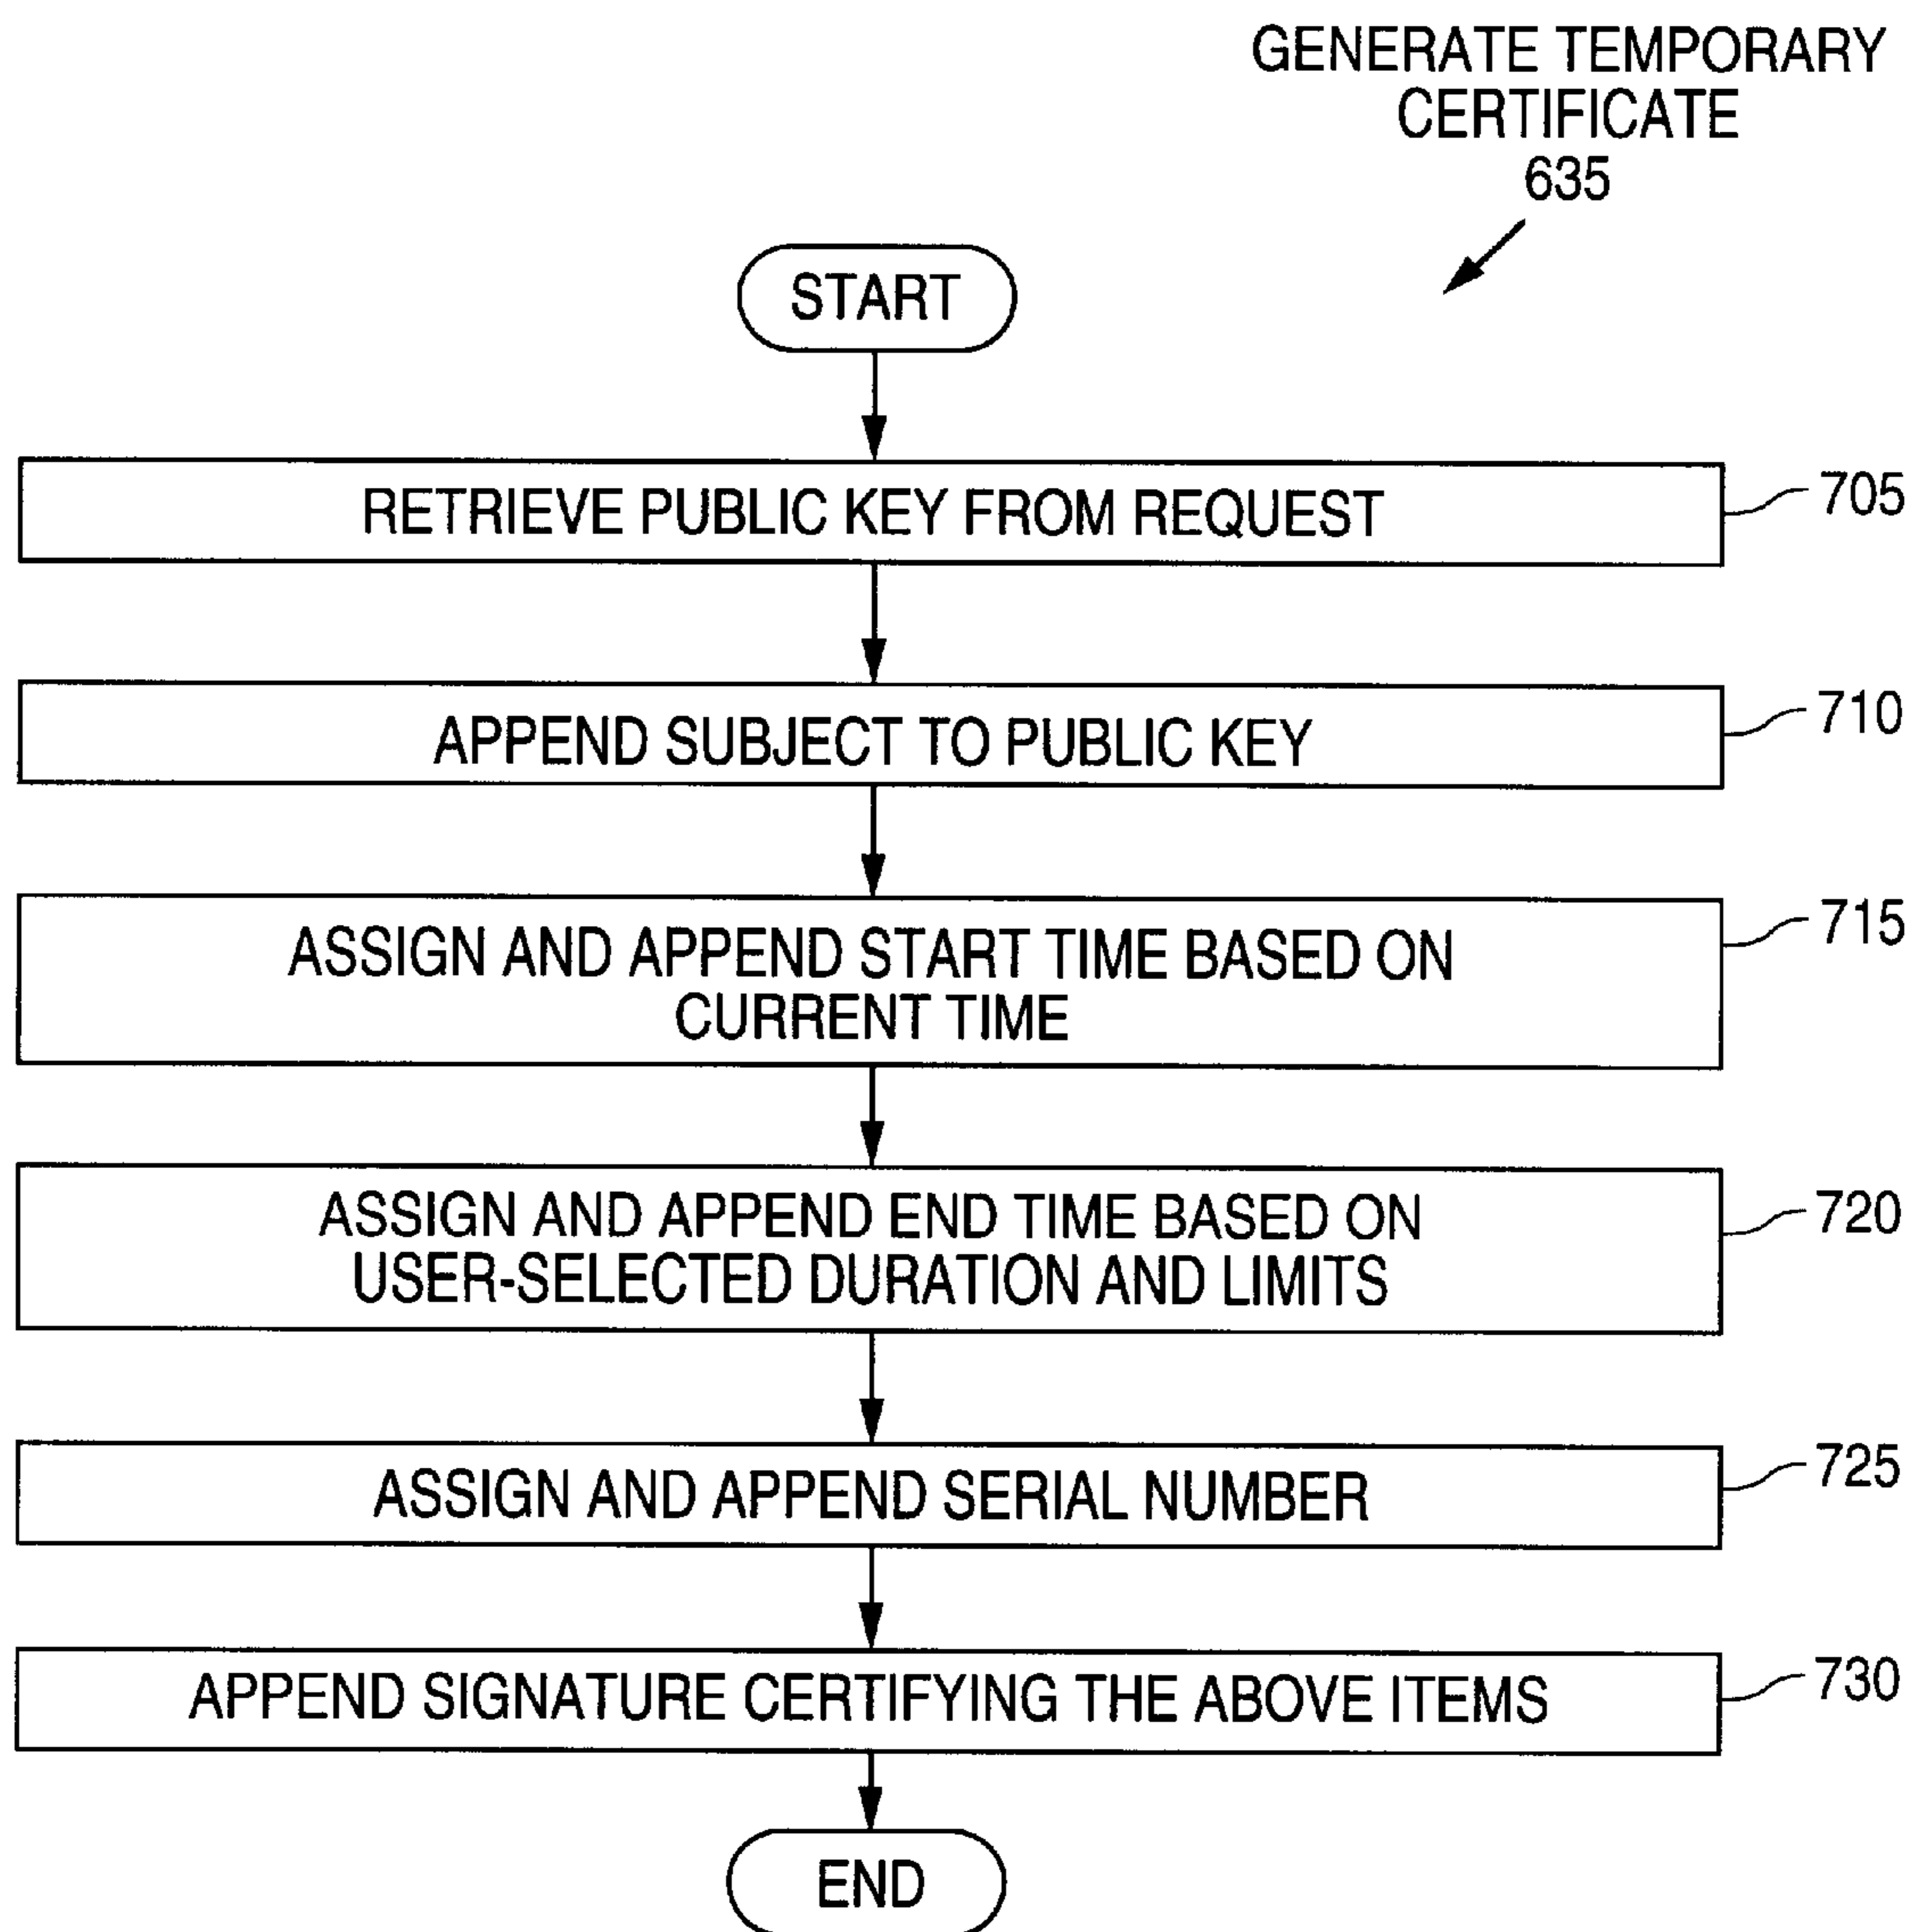 GENERATE TEMPORARY
CERTIFICATE
635
START
RETRIEVE PUBLIC KEY FROM REQUEST
705
APPEND SUBJECT TO PUBLIC KEY
710
ASSIGN AND APPEND START TIME BASED ON
CURRENT TIME
715
ASSIGN AND APPEND END TIME BASED ON
USER-SELECTED DURATION AND LIMITS
720
ASSIGN AND APPEND SERIAL NUMBER
725
APPEND SIGNATURE CERTIFYING THE ABOVE ITEMS
730
END